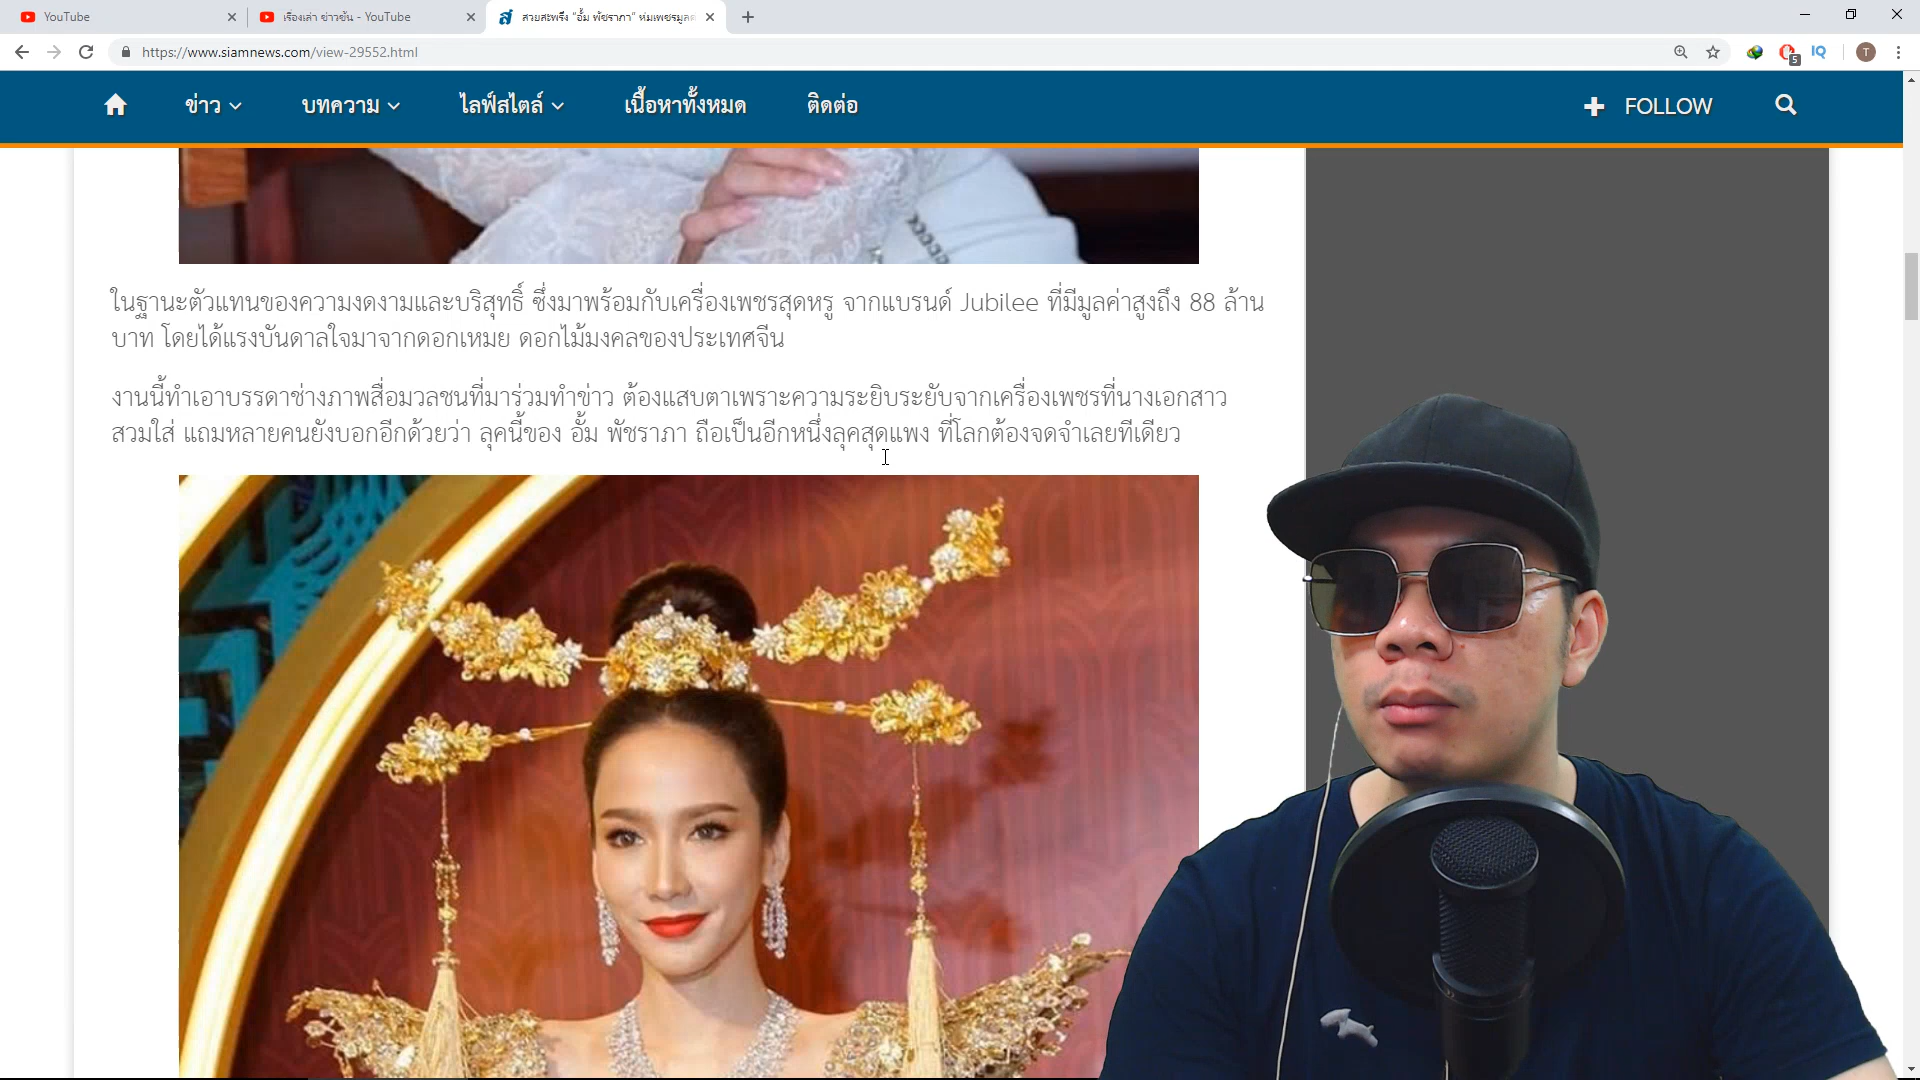 YouTube
เรื่องเล่า ข่าวข้น - YouTube
สวยสะพรึง "อั้ม พัชราภา" ห่มเพชรมูลค่
https://www.siamnews.com/view-29552.html
5
IQ
T
ข่าว
บทความ
ไลฟ์สไตล์
เนื้อหาทั้งหมด
ติดต่อ
FOLLOW
ในฐานะตัวแทนของความงดงามและบริสุทธิ์ ซึ่งมาพร้อมกับเครื่องเพชรสุดหรู จากแบรนด์ Jubilee ที่มีมูลค่าสูงถึง 88 ล้าน
บาท โดยได้แรงบันดาลใจมาจากดอกเหมย ดอกไม้มงคลของประเทศจีน
งานนี้ทำเอาบรรดาช่างภาพสื่อมวลชนที่มาร่วมทำข่าว ต้องแสบตาเพราะความระยิบระยับจากเครื่องเพชรที่นางเอกสาว
สวมใส่ แถมหลายคนยังบอกอีกด้วยว่า ลุคนี้ของ อั้ม พัชราภา ถือเป็นอีกหนึ่งลุคสุดแพง ที่โลกต้องจดจำเลยทีเดียว